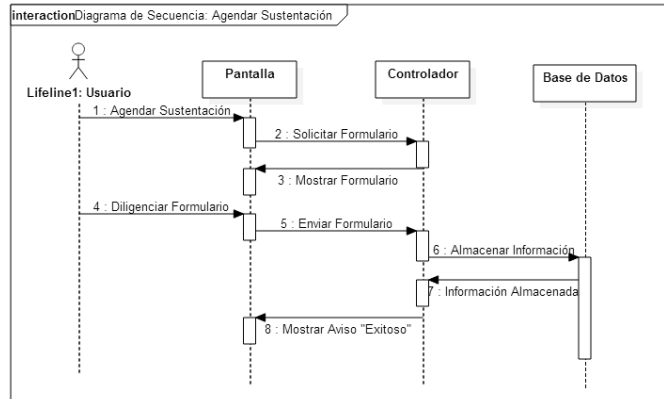 interactionDiagrama de Secuencia: Agendar Sustentación
Lifeline1: Usuario
Pantalla
Controlador
Base de Datos
1 : Agendar Sustentación
2 : Solicitar Formulario
3 : Mostrar Formulario
4 : Diligenciar Formulario
5 : Enviar Formulario
6 : Almacenar Información
7 : Información Almacenada
8 : Mostrar Aviso "Exitoso"